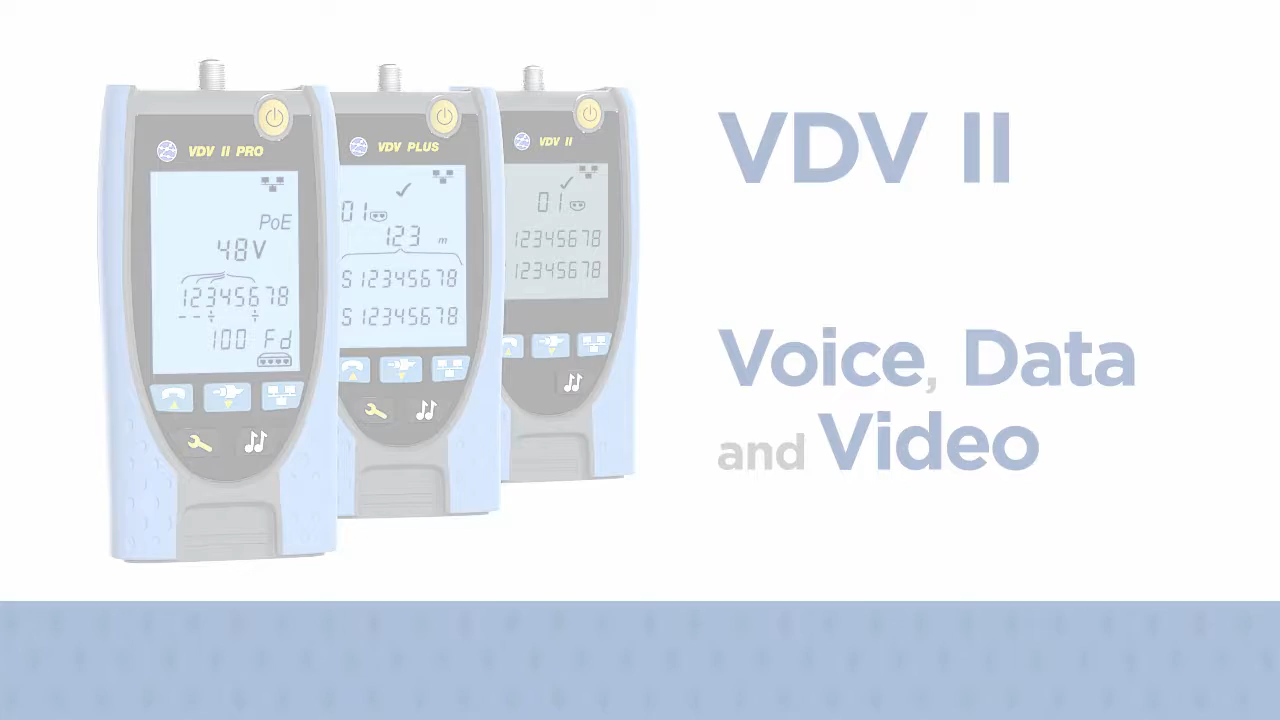 VDV II PRO
PoE
48V
12345678
100 Fd
VDV PLUS
01
123 m
S 12345678
S 12345678
VDV II
01
12345678
12345678
VDV II
Voice, Data
and Video